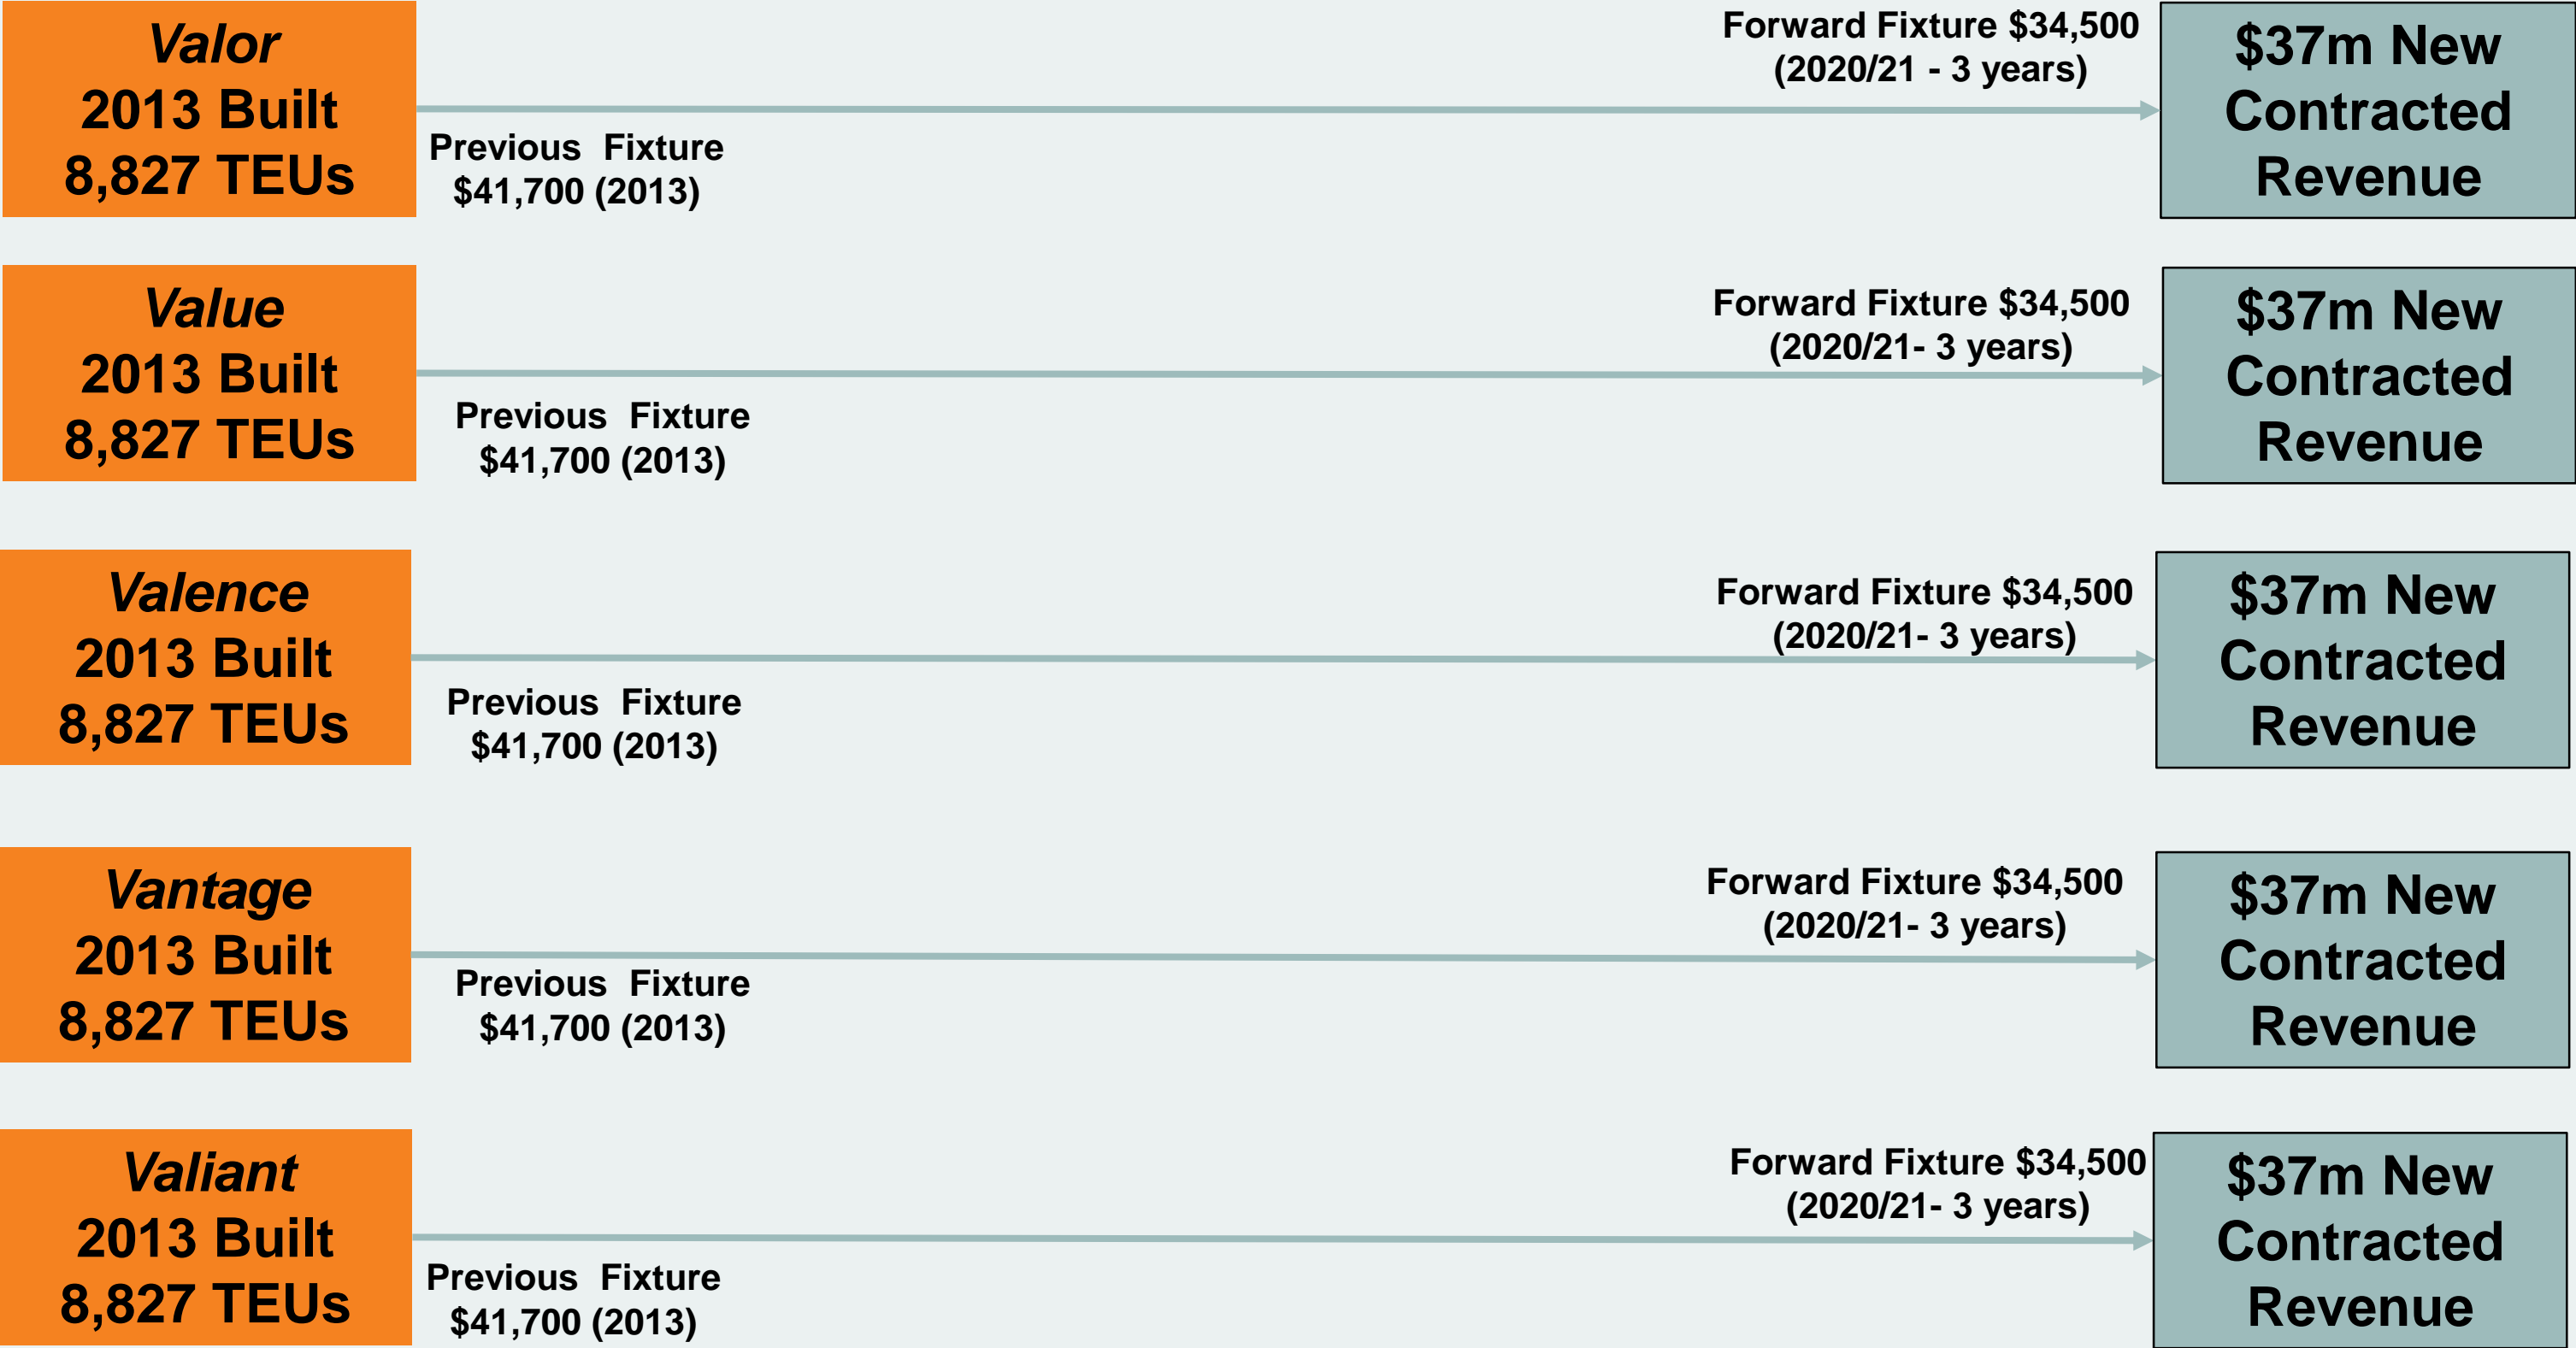 Valor
2013 Built
8,827 TEUs
Previous Fixture
$41,700 (2013)
Forward Fixture $34,500
(2020/21 - 3 years)
$37m New
Contracted
Revenue
Value
2013 Built
8,827 TEUs
Previous Fixture
$41,700 (2013)
Forward Fixture $34,500
(2020/21- 3 years)
$37m New
Contracted
Revenue
Valence
2013 Built
8,827 TEUs
Previous Fixture
$41,700 (2013)
Forward Fixture $34,500
(2020/21- 3 years)
$37m New
Contracted
Revenue
Vantage
2013 Built
8,827 TEUs
Previous Fixture
$41,700 (2013)
Forward Fixture $34,500
(2020/21- 3 years)
$37m New
Contracted
Revenue
Valiant
2013 Built
8,827 TEUs
Previous Fixture
$41,700 (2013)
Forward Fixture $34,500
(2020/21- 3 years)
$37m New
Contracted
Revenue